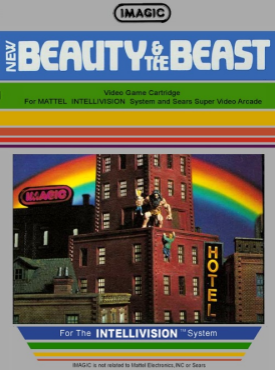 IMAGIC
NEW
BEAUTY & THE BEAST
Video Game Cartridge
For MATTEL INTELLIVISION System and Sears Super Video Arcade
IMAGIC
HOTEL
For The INTELLIVISION™ System
IMAGIC is not related to Mattel Electronics, INC or Sears